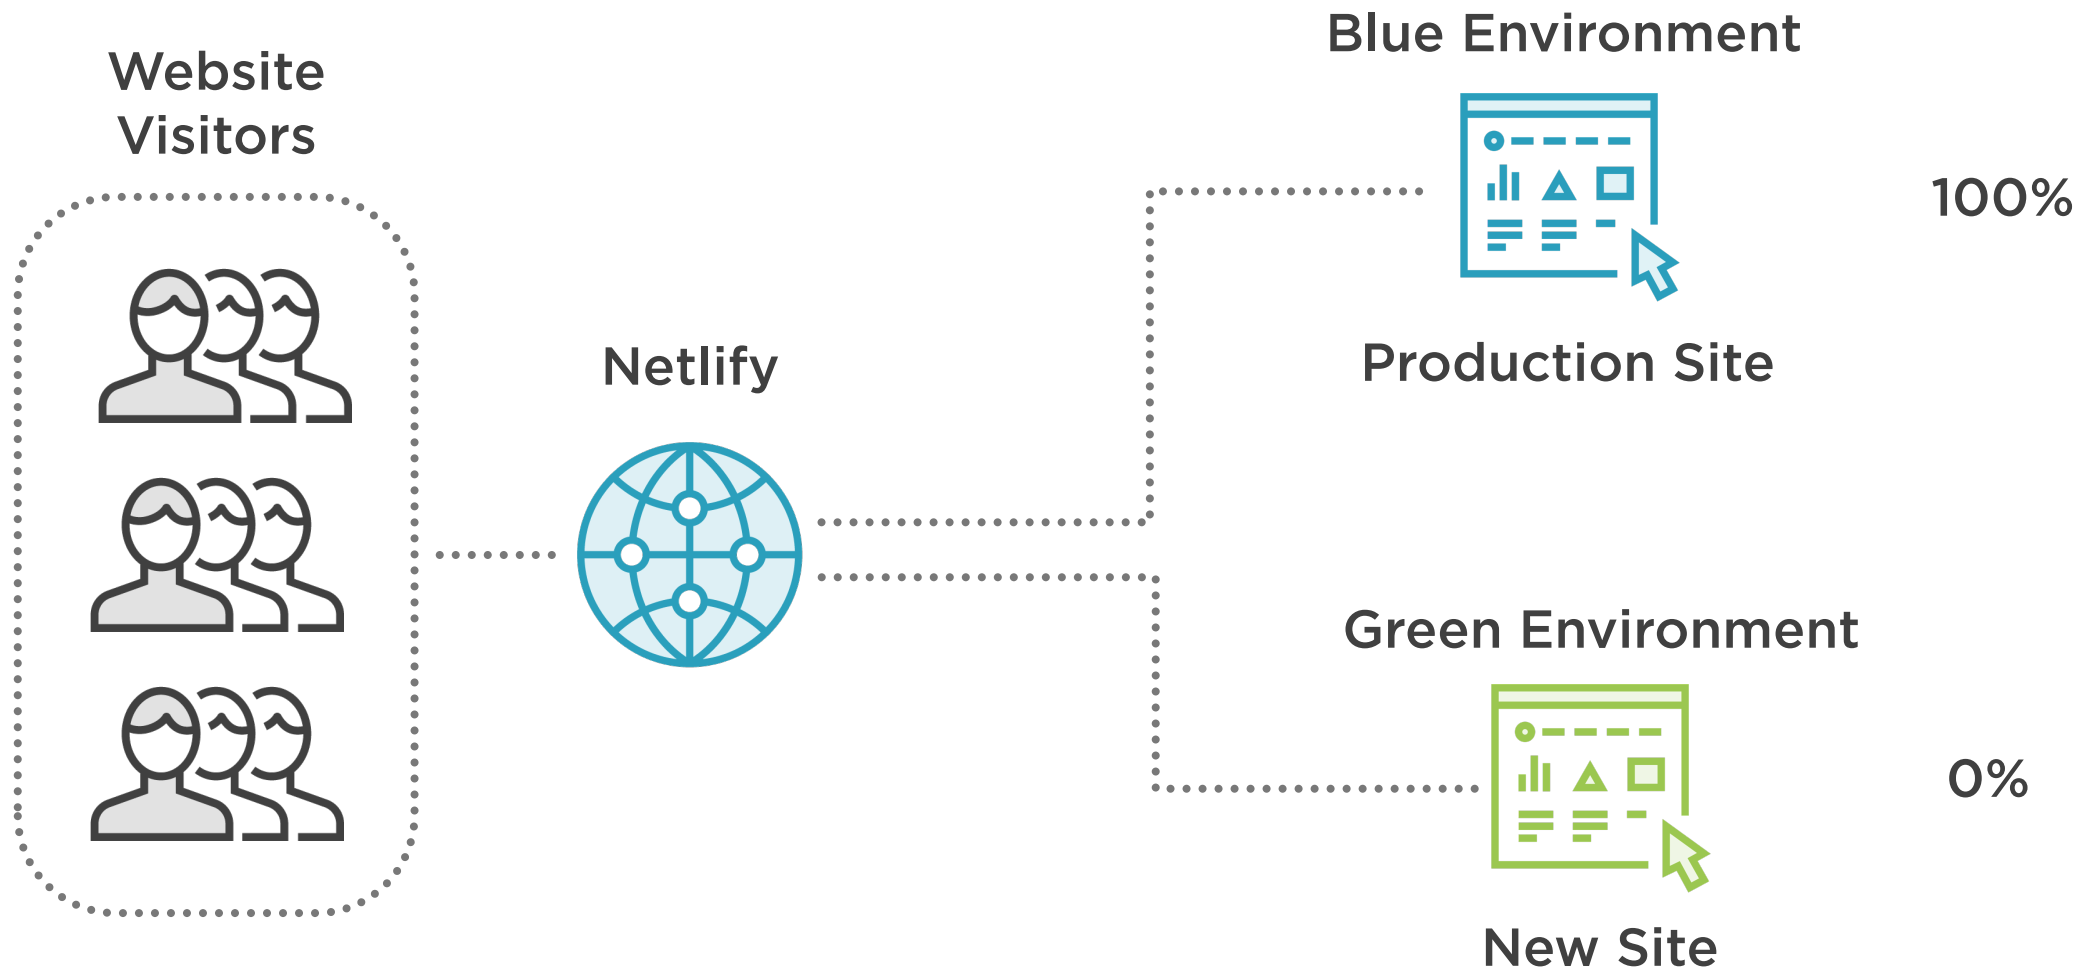 Website
Visitors
Netlify
Blue Environment
Production Site
100%
Green Environment
New Site
0%